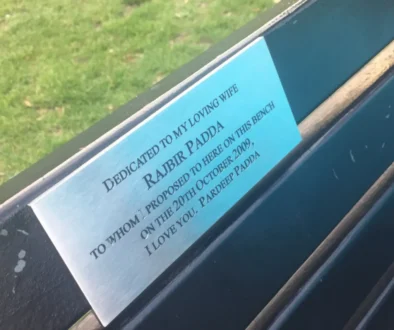 DEDICATED TO MY LOVING WIFE
RAJBIR PADDA
TO WHOM I PROPOSED TO HERE ON THIS BENCH
ON THE 20TH OCTOBER 2009,
I LOVE YOU, PARDEEP PADDA